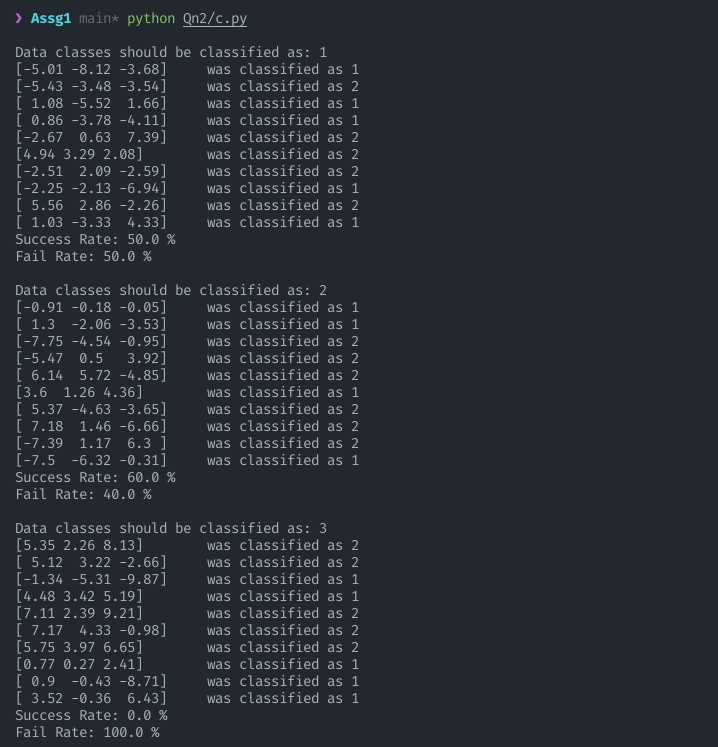 ❯ Assg1 main* python Qn2/c.py
Data classes should be classified as: 1
[-5.01 -8.12 -3.68]     was classified as 1
[-5.43 -3.48 -3.54]     was classified as 2
[ 1.08 -5.52  1.66]     was classified as 1
[ 0.86 -3.78 -4.11]     was classified as 1
[-2.67  0.63  7.39]     was classified as 2
[4.94 3.29 2.08]        was classified as 2
[-2.51  2.09 -2.59]     was classified as 2
[-2.25 -2.13 -6.94]     was classified as 1
[ 5.56  2.86 -2.26]     was classified as 2
[ 1.03 -3.33  4.33]     was classified as 1
Success Rate: 50.0 %
Fail Rate: 50.0 %
Data classes should be classified as: 2
[-0.91 -0.18 -0.05]     was classified as 1
[ 1.3  -2.06 -3.53]     was classified as 1
[-7.75 -4.54 -0.95]     was classified as 2
[-5.47  0.5   3.92]     was classified as 2
[ 6.14  5.72 -4.85]     was classified as 2
[3.6  1.26 4.36]        was classified as 1
[ 5.37 -4.63 -3.65]     was classified as 2
[ 7.18  1.46 -6.66]     was classified as 2
[-7.39  1.17  6.3 ]     was classified as 2
[-7.5  -6.32 -0.31]     was classified as 1
Success Rate: 60.0 %
Fail Rate: 40.0 %
Data classes should be classified as: 3
[5.35 2.26 8.13]        was classified as 2
[ 5.12  3.22 -2.66]     was classified as 2
[-1.34 -5.31 -9.87]     was classified as 1
[4.48 3.42 5.19]        was classified as 1
[7.11 2.39 9.21]        was classified as 2
[ 7.17  4.33 -0.98]     was classified as 2
[5.75 3.97 6.65]        was classified as 2
[0.77 0.27 2.41]        was classified as 1
[ 0.9  -0.43 -8.71]     was classified as 1
[ 3.52 -0.36  6.43]     was classified as 1
Success Rate: 0.0 %
Fail Rate: 100.0 %